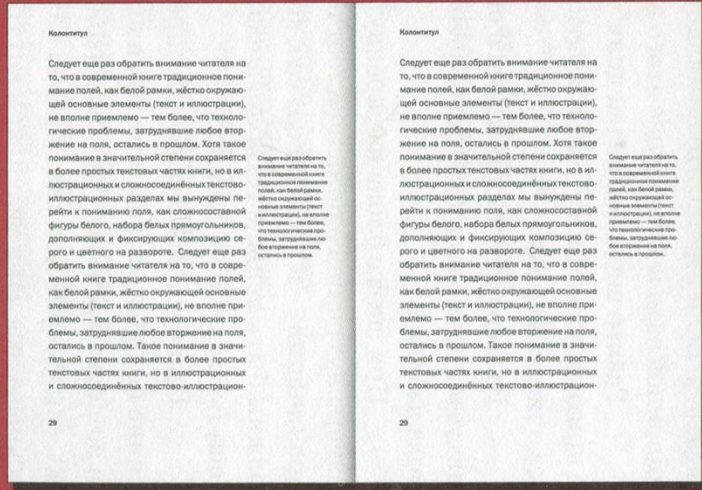 Колонтитул
Следует еще раз обратить внимание читателя на
то, что в современной книге традиционное пони-
мание полей, как белой рамки, жёстко окружаю-
щей основные элементы (текст и иллюстрации),
не вполне приемлемо — тем более, что техноло-
гические проблемы, затруднявшие любое втор-
жение на поля, остались в прошлом. Хотя такое
понимание в значительной степени сохраняется
в более простых текстовых частях книги, но в ил-
люстрационных и сложносоединённых текстово-
иллюстрационных разделах мы вынуждены пе-
рейти к пониманию поля, как сложносоставной
фигуры белого, набора белых прямоугольников,
дополняющих и фиксирующих композицию се-
рого и цветного на развороте. Следует еще раз
обратить внимание читателя на то, что в совре-
менной книге традиционное понимание полей,
как белой рамки, жёстко окружающей основные
элементы (текст и иллюстрации), не вполне при-
емлемо — тем более, что технологические про-
блемы, затруднявшие любое вторжение на поля,
остались в прошлом. Такое понимание в значи-
тельной степени сохраняется в более простых
текстовых частях книги, но в иллюстрационных
и сложносоединённых текстово-иллюстрацион-
Следует еще раз обратить
внимание читателя на то,
что в современной книге
традиционное понимание
полей, как белой рамки,
жёстко окружающей ос-
новные элементы (текст
и иллюстрации), не вполне
приемлемо — тем более,
что технологические про-
блемы, затруднявшие лю-
бое вторжение на поля,
остались в прошлом.
29
Колонтитул
Следует еще раз обратить внимание читателя на
то, что в современной книге традиционное пони-
мание полей, как белой рамки, жёстко окружаю-
щей основные элементы (текст и иллюстрации),
не вполне приемлемо — тем более, что техноло-
гические проблемы, затруднявшие любое втор-
жение на поля, остались в прошлом. Хотя такое
понимание в значительной степени сохраняется
в более простых текстовых частях книги, но в ил-
люстрационных и сложносоединённых текстово-
иллюстрационных разделах мы вынуждены пе-
рейти к пониманию поля, как сложносоставной
фигуры белого, набора белых прямоугольников,
дополняющих и фиксирующих композицию се-
рого и цветного на развороте. Следует еще раз
обратить внимание читателя на то, что в совре-
менной книге традиционное понимание полей,
как белой рамки, жёстко окружающей основные
элементы (текст и иллюстрации), не вполне при-
емлемо — тем более, что технологические про-
блемы, затруднявшие любое вторжение на поля,
остались в прошлом. Такое понимание в значи-
тельной степени сохраняется в более простых
текстовых частях книги, но в иллюстрационных
и сложносоединённых текстово-иллюстрацион-
Следует еще раз обратить
внимание читателя на то,
что в современной книге
традиционное понимание
полей, как белой рамки,
жёстко окружающей ос-
новные элементы (текст
и иллюстрации), не вполне
приемлемо — тем более,
что технологические про-
блемы, затруднявшие лю-
бое вторжение на поля,
остались в прошлом.
29